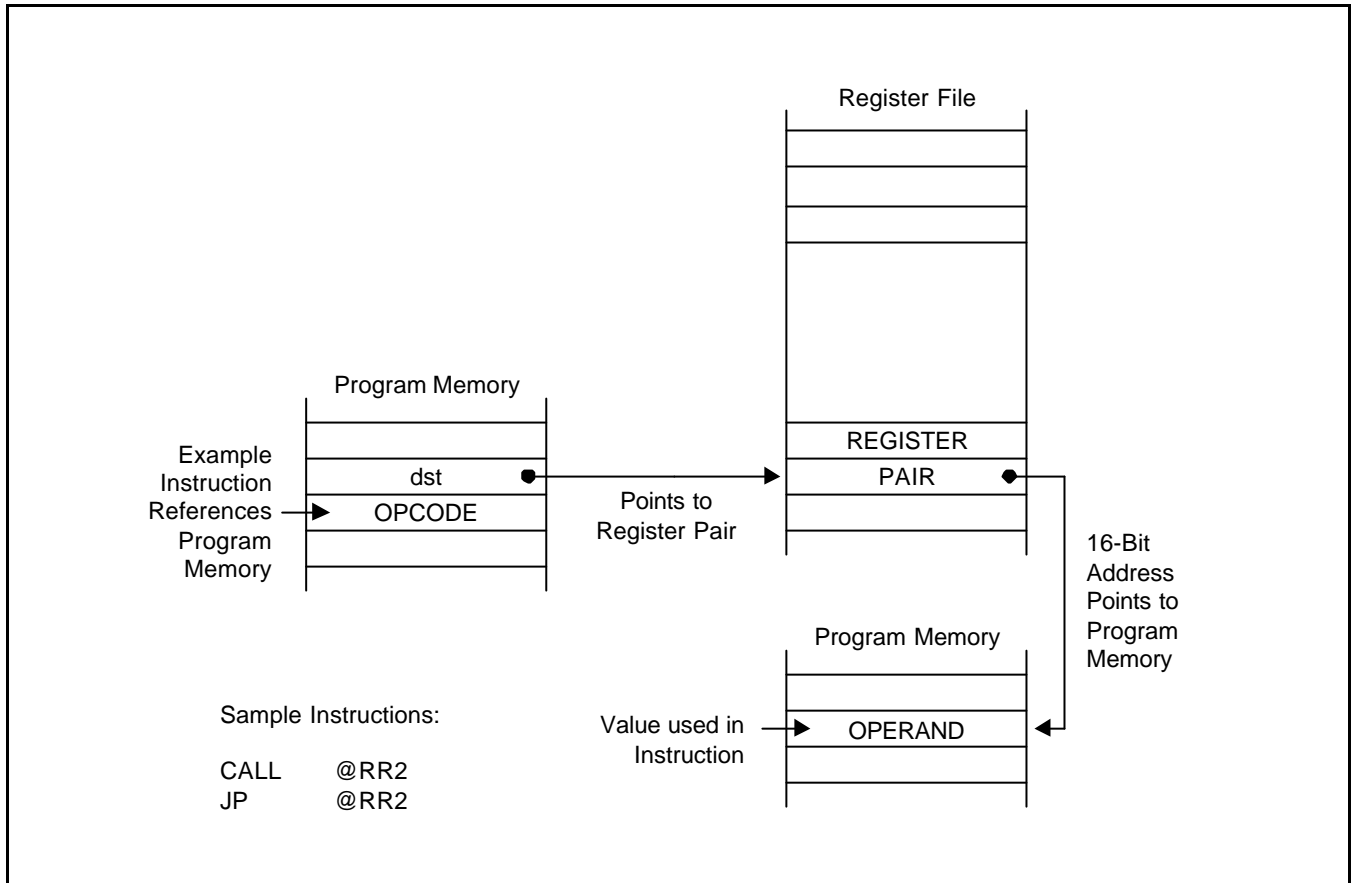 Register File
Program Memory
REGISTER
PAIR
Example
Instruction
References
Program
Memory
dst
OPCODE
Points to
Register Pair
16-Bit
Address
Points to
Program
Memory
Program Memory
Value used in
Instruction
OPERAND
Sample Instructions:
CALL @RR2
JP @RR2